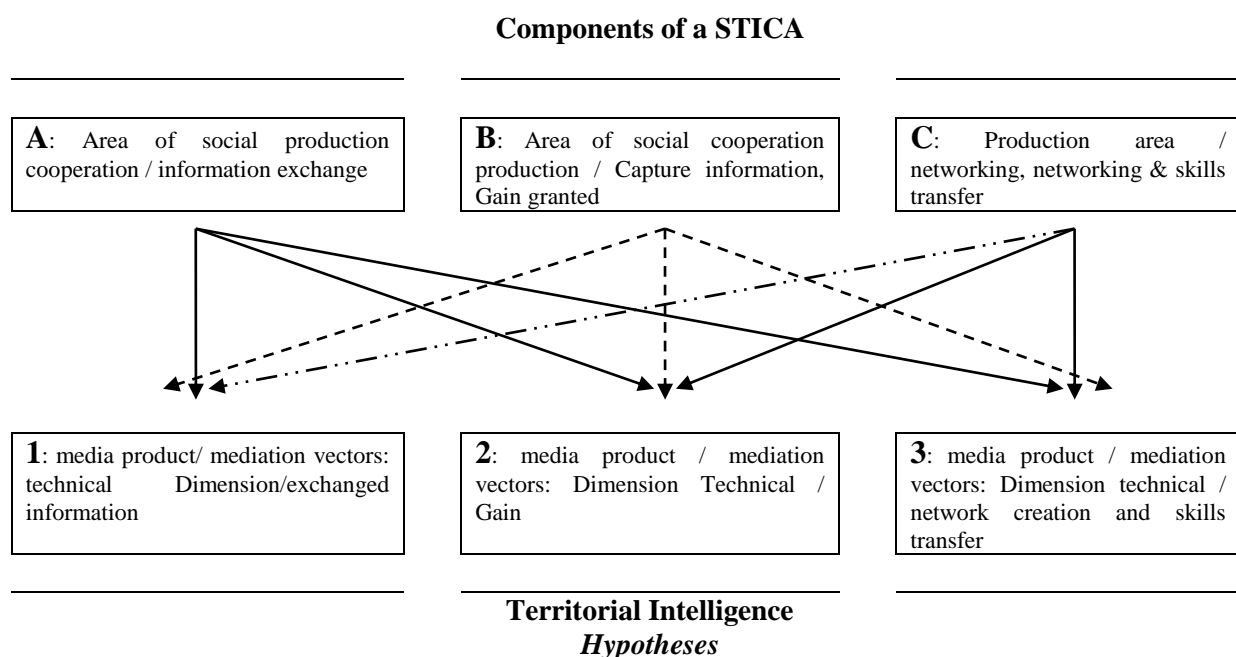 Components of a STICA
A: Area of social production
cooperation / information exchange
B: Area of social cooperation
production / Capture information,
Gain granted
C: Production area /
networking, networking & skills
transfer
1: media product/ mediation vectors:
technical Dimension/exchanged
information
2: media product / mediation
vectors: Dimension Technical /
Gain
3: media product / mediation
vectors: Dimension technical /
network creation and skills
transfer
Territorial Intelligence
Hypotheses